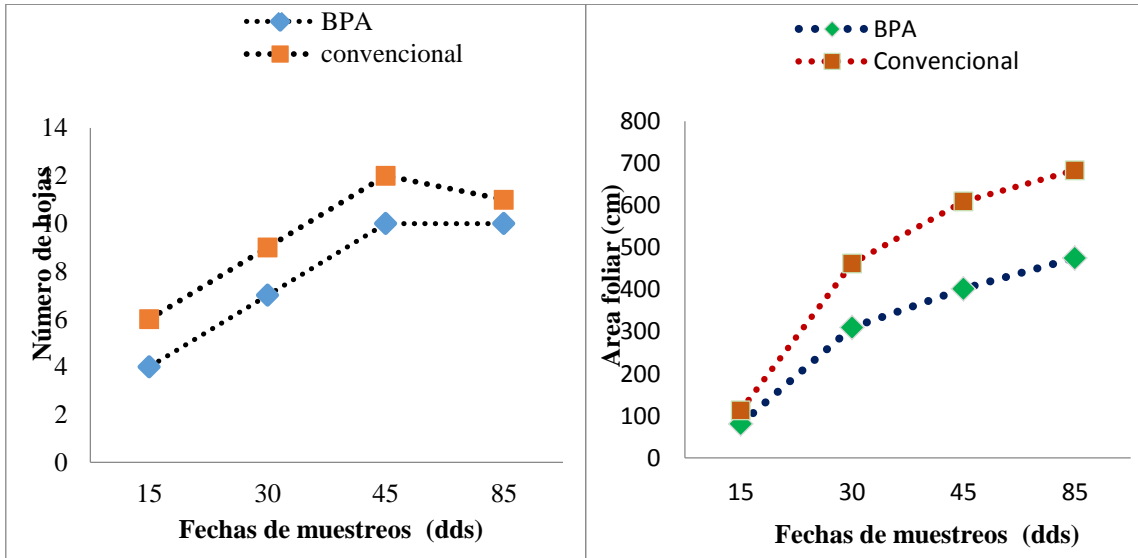 BPA
convencional
Número de hojas
14
12
10
8
6
4
2
0
15 30 45 85
Fechas de muestreos (dds)
BPA
Convencional
Area foliar (cm)
800
700
600
500
400
300
200
100
0
15 30 45 85
Fechas de muestreos (dds)